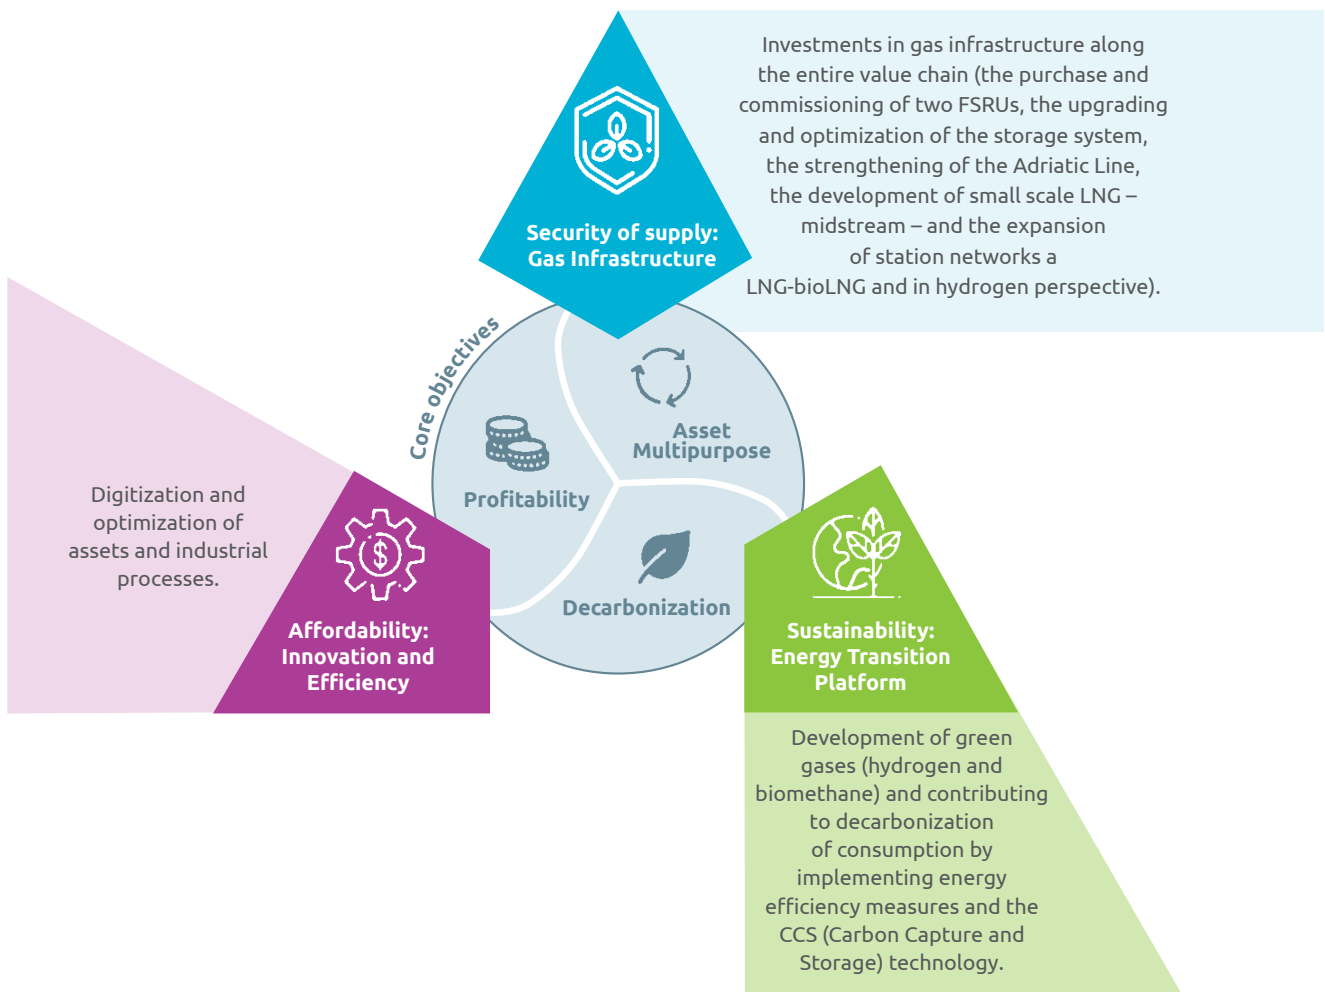 Investments in gas infrastructure along
the entire value chain (the purchase and
commissioning of two FSRUs, the upgrading
and optimization of the storage system,
the strengthening of the Adriatic Line,
the development of small scale LNG –
midstream – and the expansion
of station networks a
LNG-bioLNG and in hydrogen perspective).
Security of supply:
Gas Infrastructure
Core objectives
Asset
Multipurpose
Profitability
Decarbonization
Digitization and
optimization of
assets and industrial
processes.
$
Affordability:
Innovation and
Efficiency
Sustainability:
Energy Transition
Platform
Development of green
gases (hydrogen and
biomethane) and contributing
to decarbonization
of consumption by
implementing energy
efficiency measures and the
CCS (Carbon Capture and
Storage) technology.